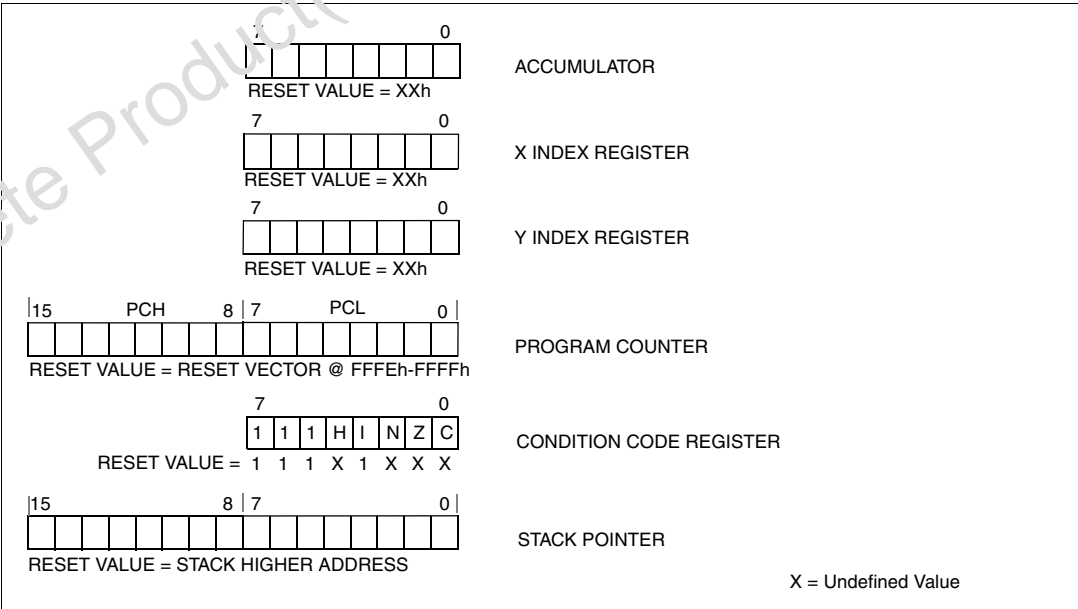 Product(
ete
7 0
ACCUMULATOR
RESET VALUE = XXh
7 0
X INDEX REGISTER
RESET VALUE = XXh
7 0
Y INDEX REGISTER
RESET VALUE = XXh
15 PCH 8 7 PCL 0
PROGRAM COUNTER
RESET VALUE = RESET VECTOR @ FFFEh-FFFFh
7 0
1 1 1 H I N Z C
CONDITION CODE REGISTER
RESET VALUE = 1 1 1 X 1 X X X
15 8 7 0
STACK POINTER
RESET VALUE = STACK HIGHER ADDRESS
X = Undefined Value